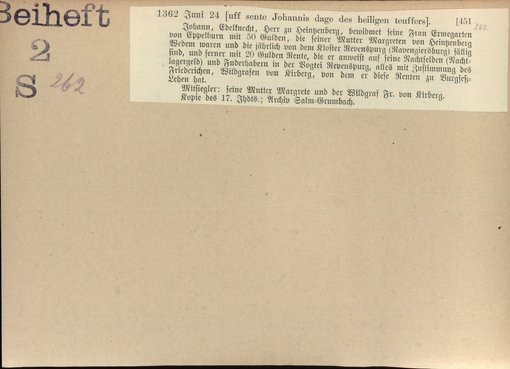 Beiheft
2
S 262
1362 Juni 24 [uff sente Johannis dage des heiligen teuffers]. [451
262
Johann, Edelknecht, Herr zu Heintzenberg, bewidmet seine Frau Ermegarten
von Eppelburn mit 50 Gulden, die seiner Mutter Margreten von Heintzenberg
Wedem waren und die jährlich von dem Kloster Revenspurg (Ravengiersburg) fällig
sind, und ferner mit 20 Gulden Rente, die er anweist auf seine Nachtselden (Nacht-
lagergeld) und Fuderhabern in der Vogtei Revenspurg, alles mit Zustimmung des
Friederichen, Wildgrafen von Kirberg, von dem er diese Renten zu Burgseß-
Lehen hat.
Mitsiegler: seine Mutter Margrete und der Wildgraf Fr. von Kirberg.
Kopie des 17. Jhdts.; Archiv Salm-Grumbach.